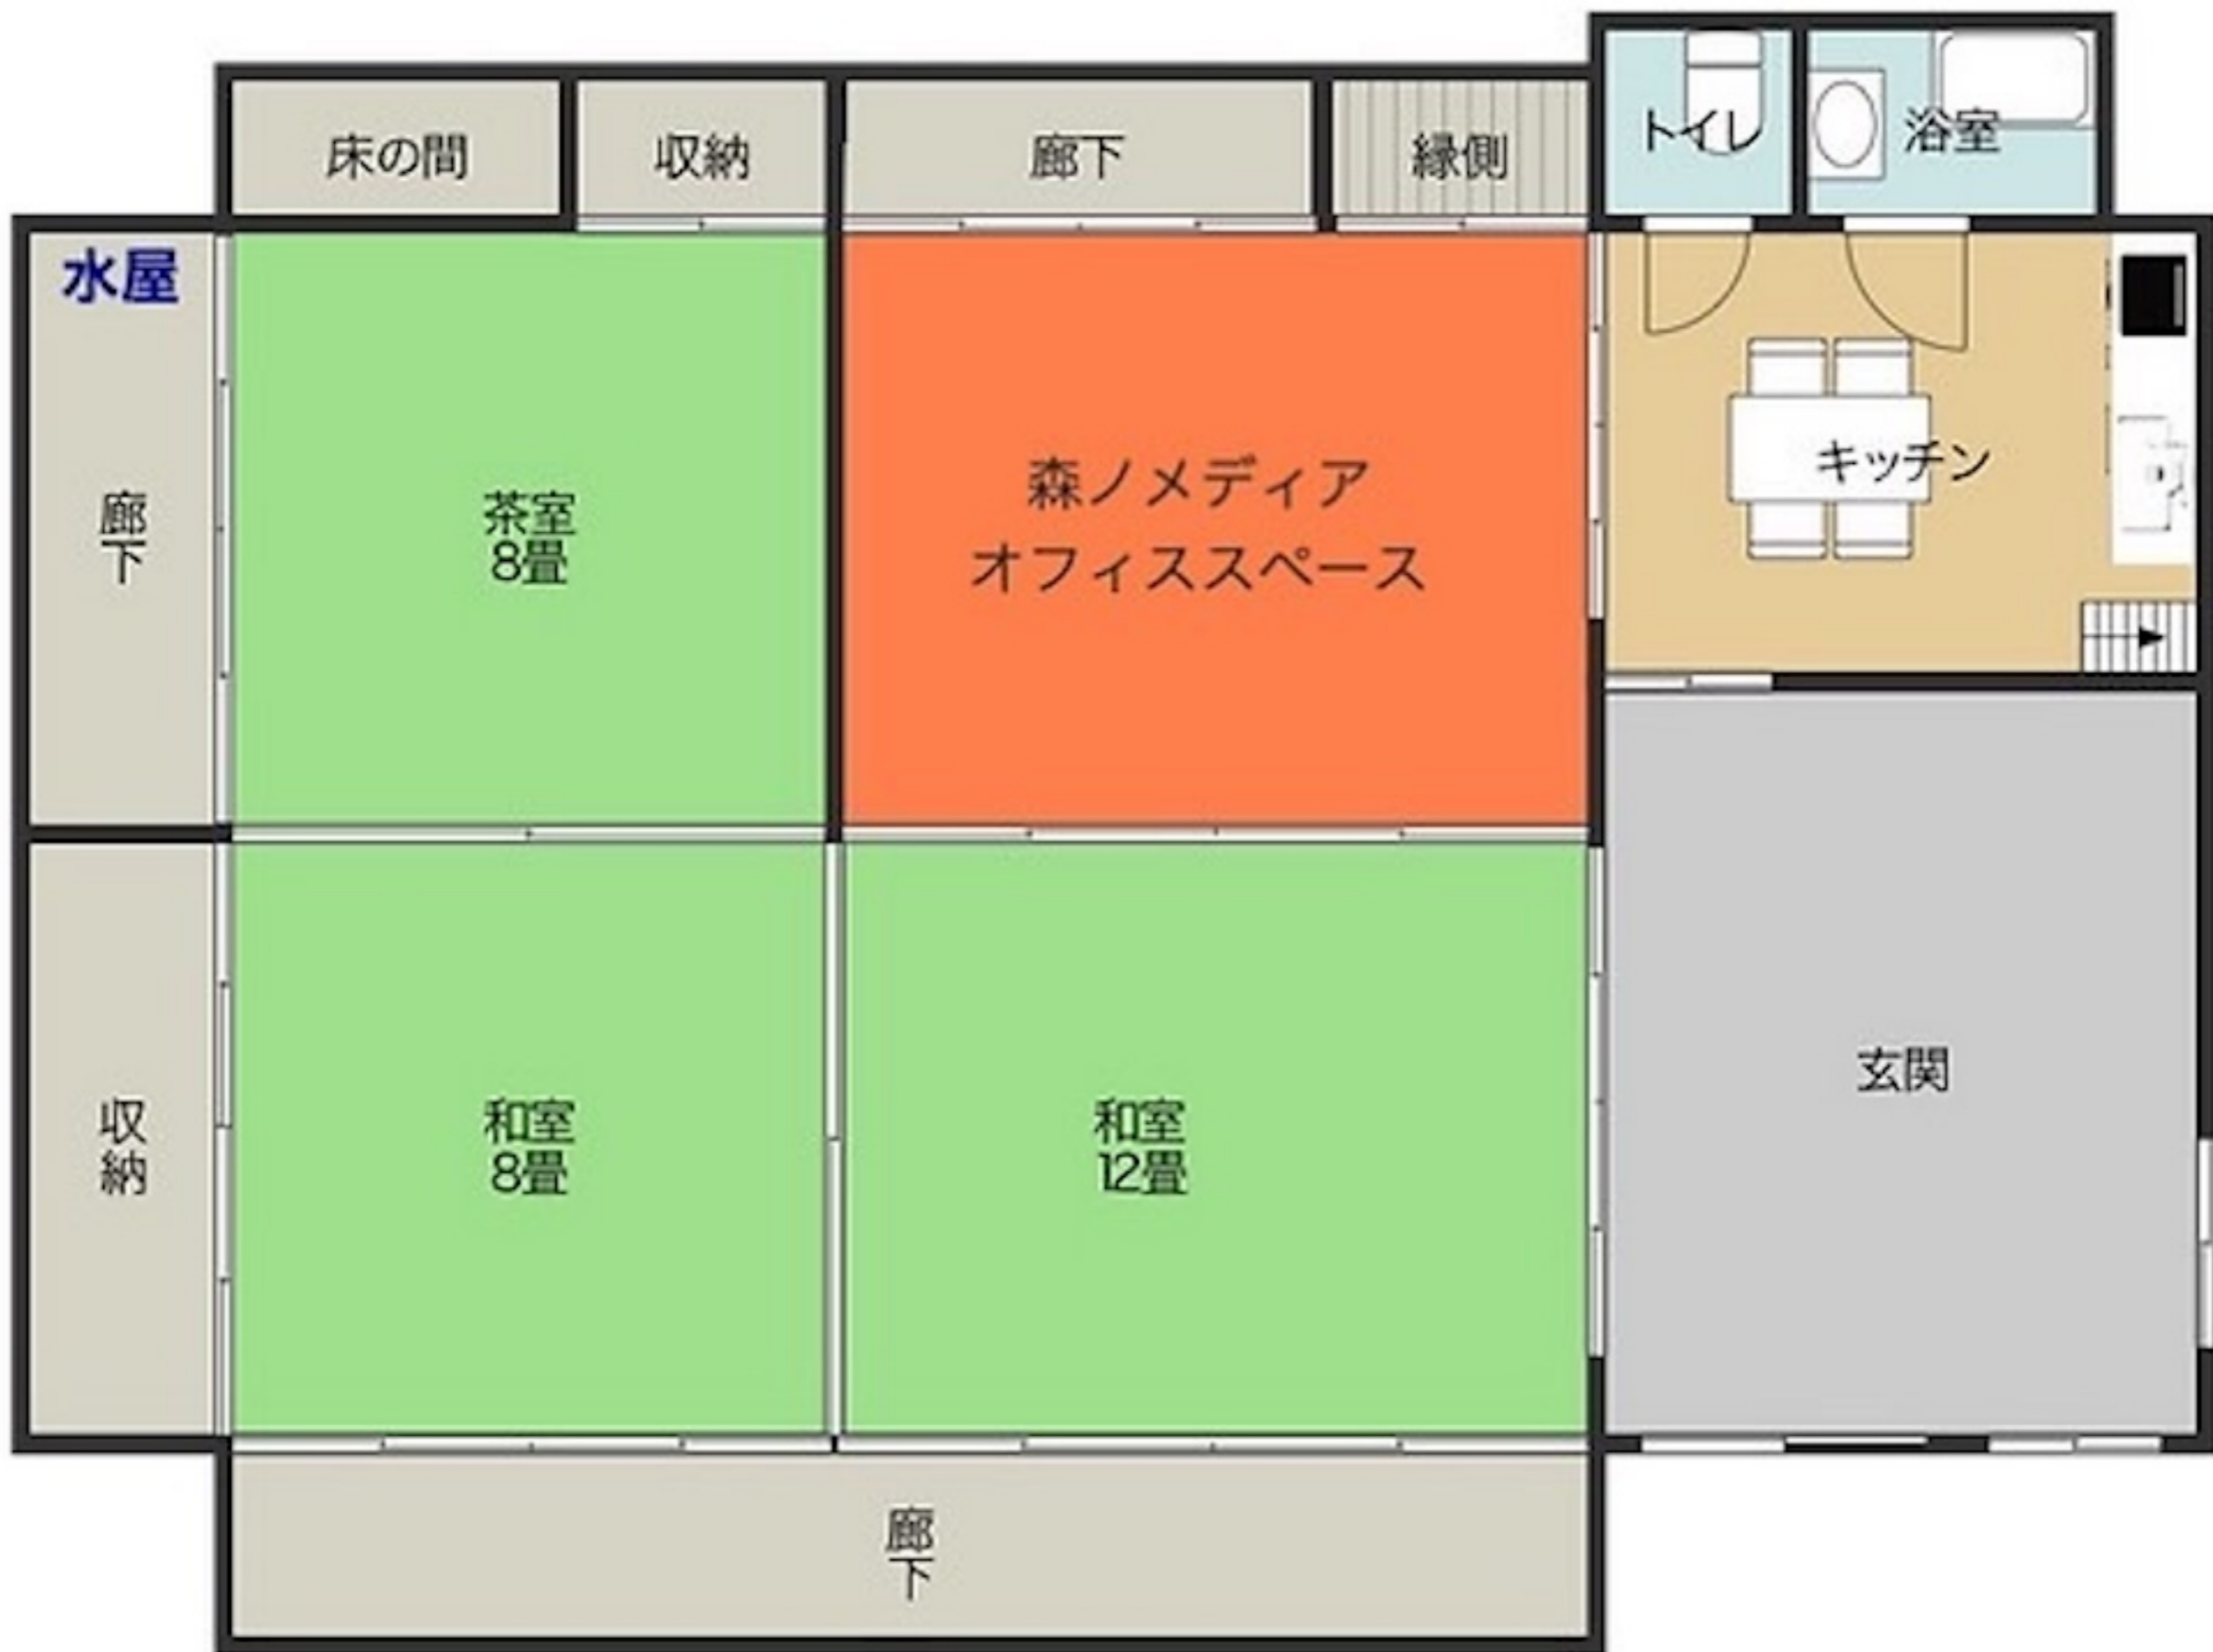 床の間
収納
廊下
縁側
トイレ
浴室
水屋
廊下
茶室
8畳
森ノメディア
オフィススペース
キッチン
収納
和室
8畳
和室
12畳
玄関
廊下